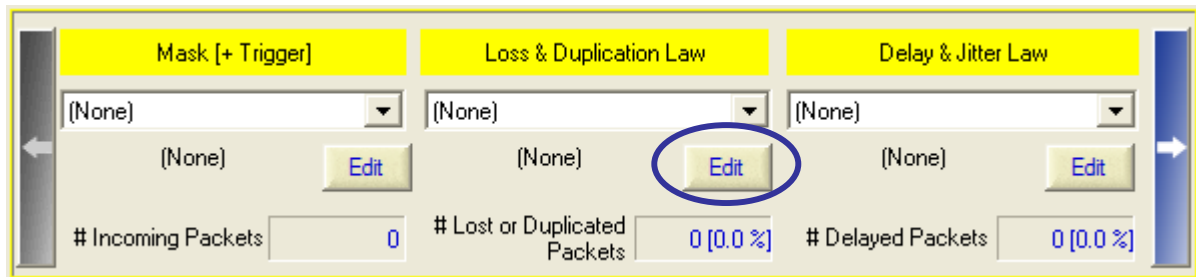 Mask [+ Trigger]
Loss & Duplication Law
Delay & Jitter Law
(None)
(None)
(None)
(None)
Edit
(None)
Edit
(None)
Edit
# Incoming Packets
0
# Lost or Duplicated
Packets
0 [0.0 %]
# Delayed Packets
0 [0.0 %]